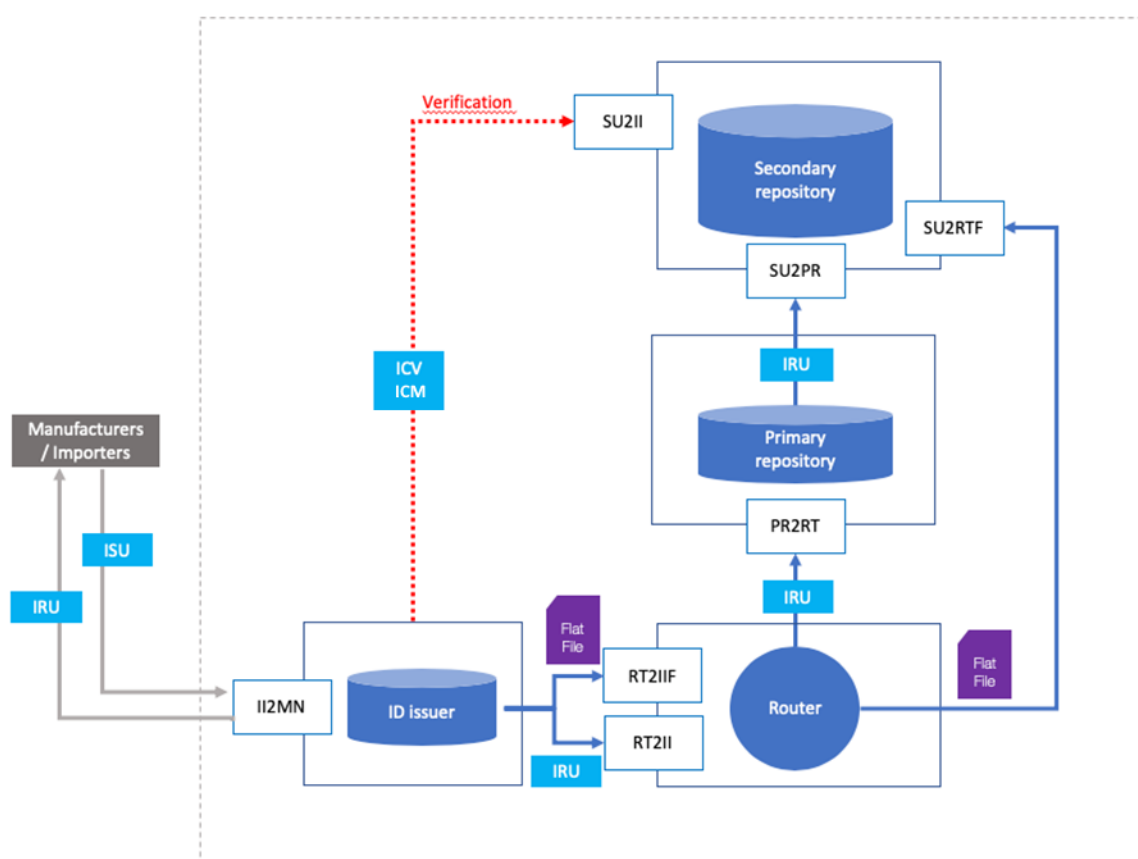 Verification
SU2II
Secondary
repository
SU2RTF
SU2PR
ICV
ICM
IRU
Manufacturers
/ Importers
Primary
repository
PR2RT
ISU
IRU
IRU
Flat
File
Flat
File
RT2IIF
II2MN
ID issuer
Router
RT2II
IRU